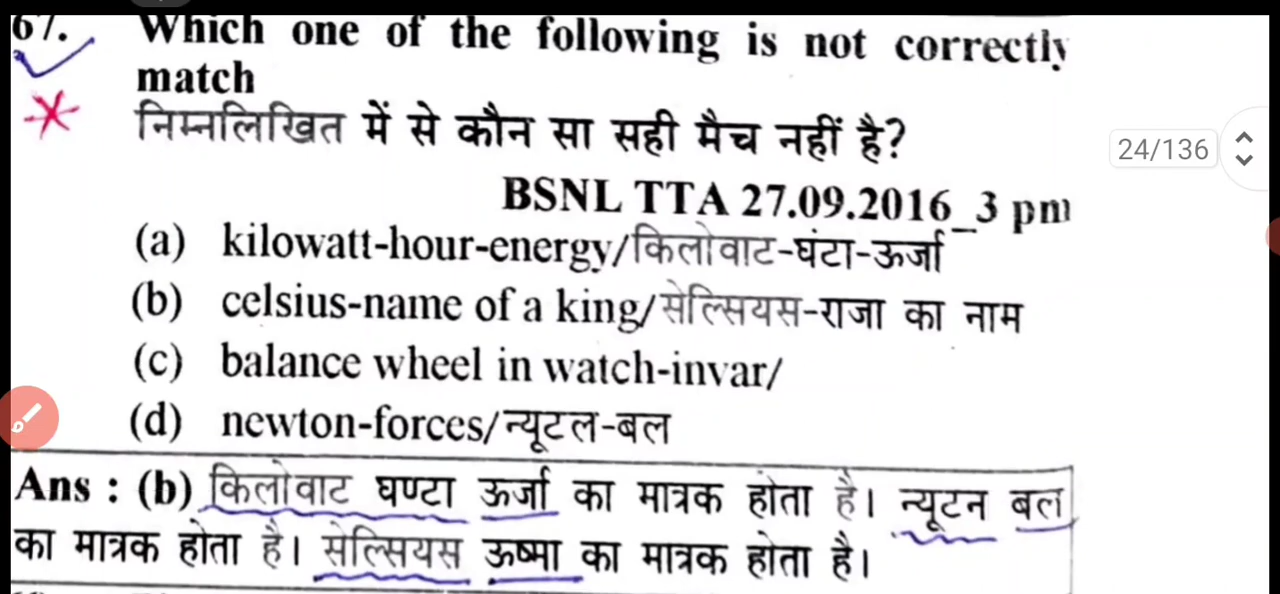 67. Which one of the following is not correctly
match
निम्नलिखित में से कौन सा सही मैच नहीं है?
24/136
BSNL TTA 27.09.2016_3 pm
(a) kilowatt-hour-energy/किलोवाट-घंटा-ऊर्जा
(b) celsius-name of a king/सेल्सियस-राजा का नाम
(c) balance wheel in watch-invar/
(d) newton-forces/न्यूटल-बल
Ans : (b) किलोवाट घण्टा ऊर्जा का मात्रक होता है। न्यूटन बल
का मात्रक होता है। सेल्सियस ऊष्मा का मात्रक होता है।